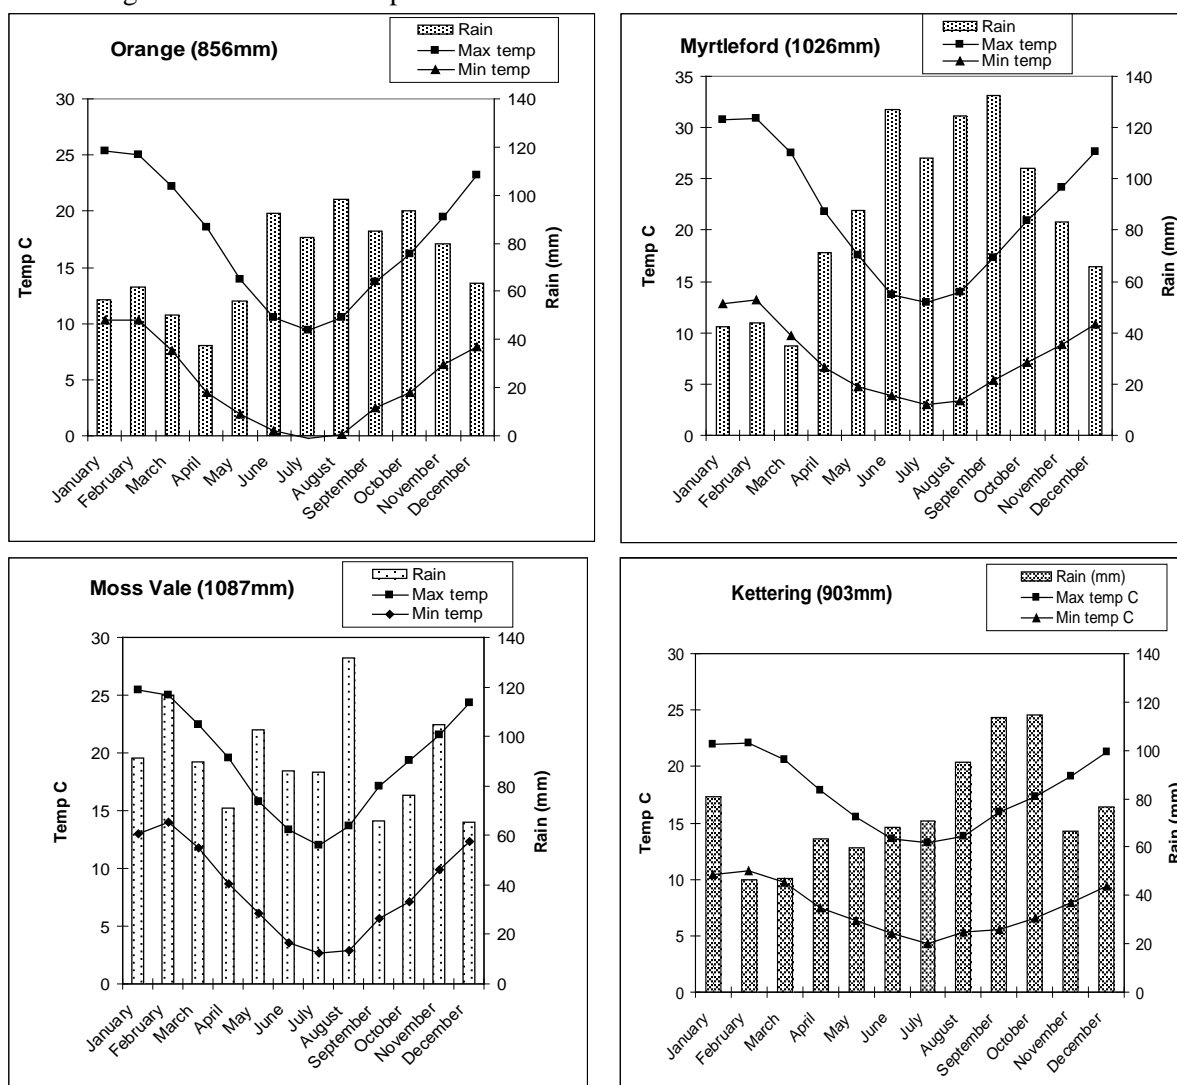 Orange (856mm)
Rain
Max temp
Min temp
Temp C
30
25
20
15
10
5
0
140
120
100
80
60
40
20
0
Rain (mm)
January
February
March
April
May
June
July
August
September
October
November
December
Myrtleford (1026mm)
Rain
Max temp
Min temp
Temp C
35
30
25
20
15
10
5
0
140
120
100
80
60
40
20
0
Rain (mm)
January
February
March
April
May
June
July
August
September
October
November
December
Moss Vale (1087mm)
Rain
Max temp
Min temp
Temp C
30
25
20
15
10
5
0
140
120
100
80
60
40
20
0
Rain (mm)
January
February
March
April
May
June
July
August
September
October
November
December
Kettering (903mm)
Rain (mm)
Max temp C
Min temp C
Temp C
30
25
20
15
10
5
0
140
120
100
80
60
40
20
0
Rain (mm)
January
February
March
April
May
June
July
August
September
October
November
December